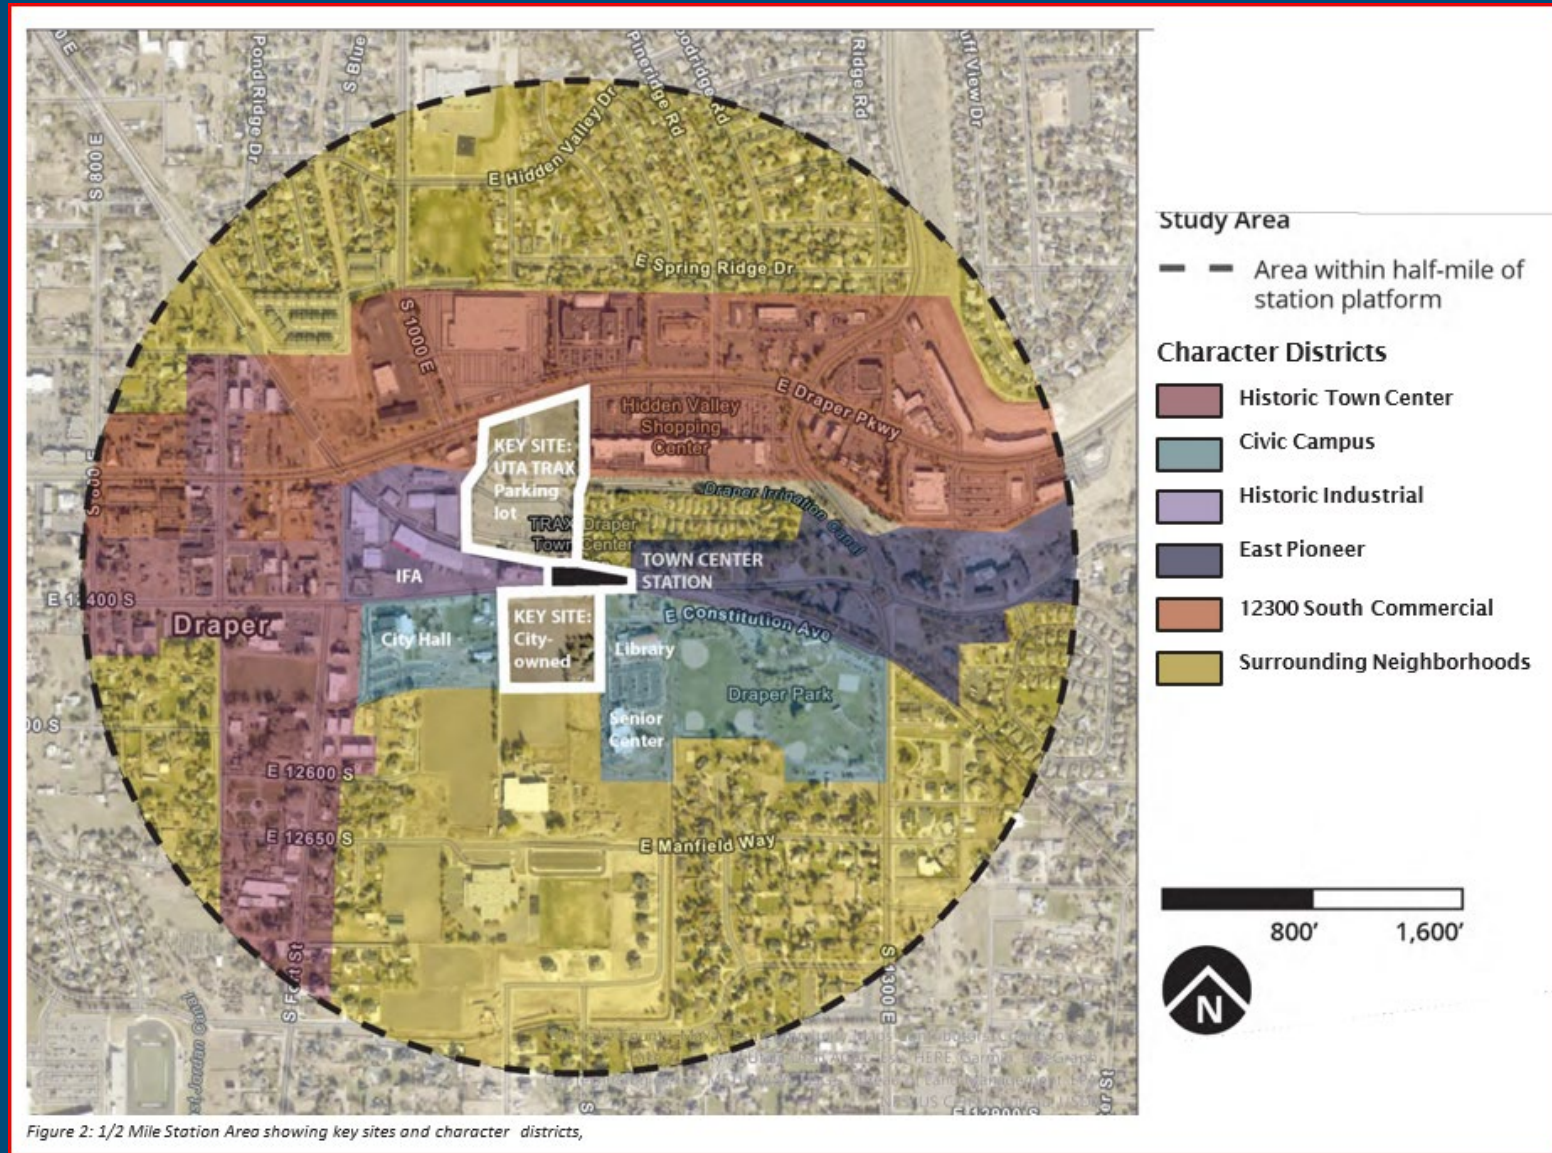 S Blue
Pond Ridge Dr
Pineridge Rd
Ridge Rd
S 800 E
E Hidden Valley Dr
E Spring Ridge Dr
S 1000 E
E Draper Pkwy
Hidden Valley
Shopping
Center
KEY SITE:
UTA TRAX
Parking
lot
Draper Irrigation Canal
TRAX Draper
Town Center
TOWN CENTER
STATION
IFA
E 12400 S
Draper
KEY SITE:
City-
owned
City Hall
Library
E Constitution Ave
Draper Park
Senior
Center
E 12600 S
E 12650 S
E Manfield Way
S Fort St
S 1300 E
Study Area
Area within half-mile of
station platform
Character Districts
Historic Town Center
Civic Campus
Historic Industrial
East Pioneer
12300 South Commercial
Surrounding Neighborhoods
800’
1,600’
N
Figure 2: 1/2 Mile Station Area showing key sites and character districts,